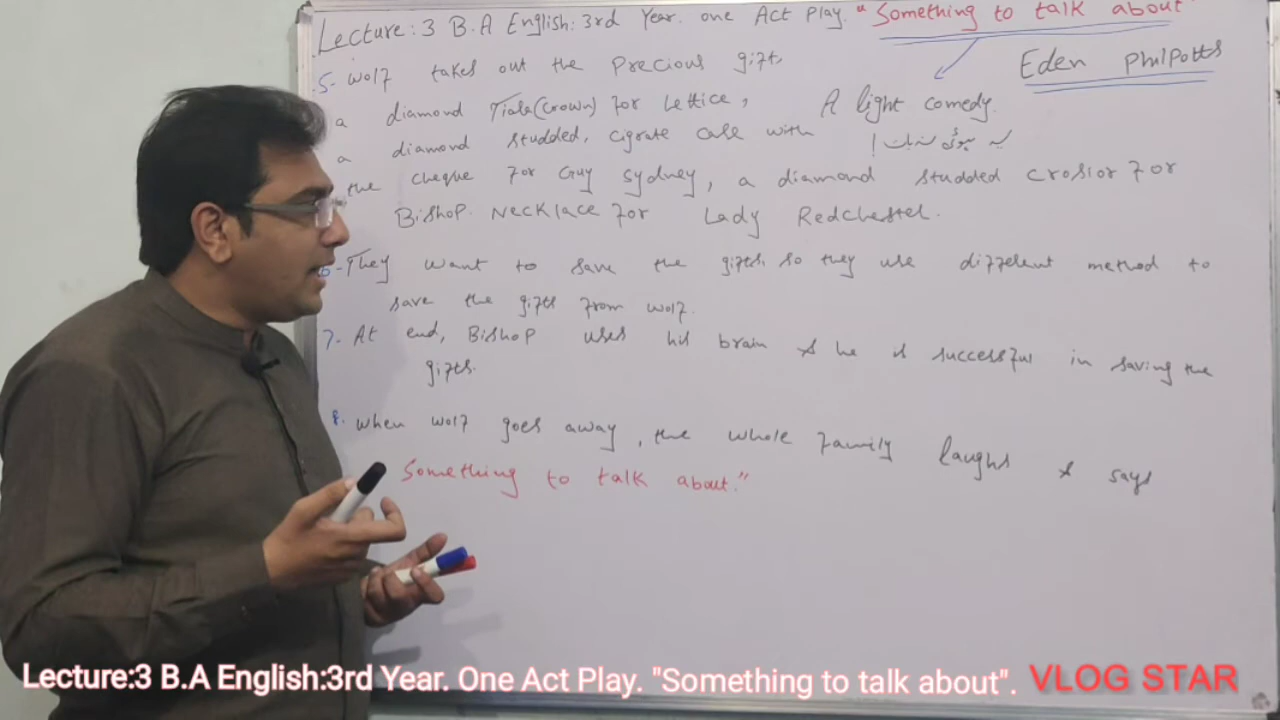 Lecture:3 B.A English:3rd Year. one Act Play. "Something to talk about"
Eden Philpotts
5- Wolf takes out the precious gift,
a diamond Tiala(crown) for Lettice,
A light comedy.
a diamond studded, cigrate case with
the cheque for Guy Sydney, a diamond studded crosior for
Bishop. Necklace for Lady Redchestel.
6-They want to save the gifts so they use different method to
save the gifts from wolf.
7- At end, Bishop uses his brain & he is successful in saving the
gifts.
8. When wolf goes away, the whole family laughs & says
Something to talk about."
Lecture:3 B.A English:3rd Year. One Act Play. "Something to talk about". VLOG STAR